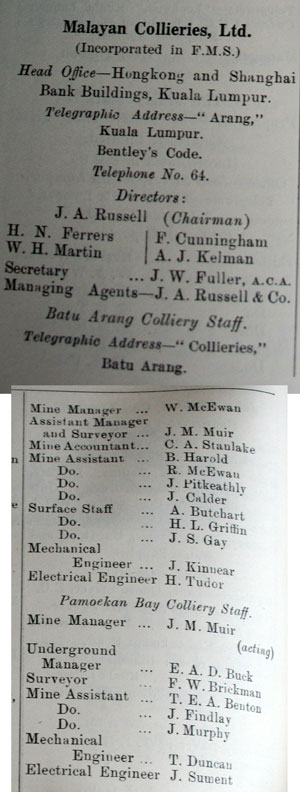 Malayan Collieries, Ltd.
(Incorporated in F.M.S.)
Head Office—Hongkong and Shanghai
Bank Buildings, Kuala Lumpur.
Telegraphic Address—"Arang,"
Kuala Lumpur.
Bentley's Code.
Telephone No. 64.
Directors:
J. A. Russell (Chairman)
H. N. Ferrers | F. Cunningham
W. H. Martin | A. J. Kelman
Secretary ... J. W. Fuller, A.C.A.
Managing Agents—J. A. Russell & Co.
Batu Arang Colliery Staff.
Telegraphic Address—"Collieries,"
Batu Arang.
Mine Manager ... W. McEwan
Assistant Manager
and Surveyor ... J. M. Muir
Mine Accountant... C. A. Stanlake
Mine Assistant ... B. Harold
Do. ... R. McEwan
Do. ... J. Pitkeathly
Do. ... J. Calder
Surface Staff ... A. Butchart
Do. ... H. L. Griffin
Do. ... J. S. Gay
Mechanical
Engineer ... J. Kinnear
Electrical Engineer H. Tudor
Pamoekan Bay Colliery Staff.
Mine Manager ... J. M. Muir
(acting)
Underground
Manager ... E. A. D. Buck
Surveyor ... F. W. Brickman
Mine Assistant ... T. E. A. Benton
Do. ... J. Findlay
Do. ... J. Murphy
Mechanical
Engineer ... T. Duncan
Electrical Engineer J. Sument